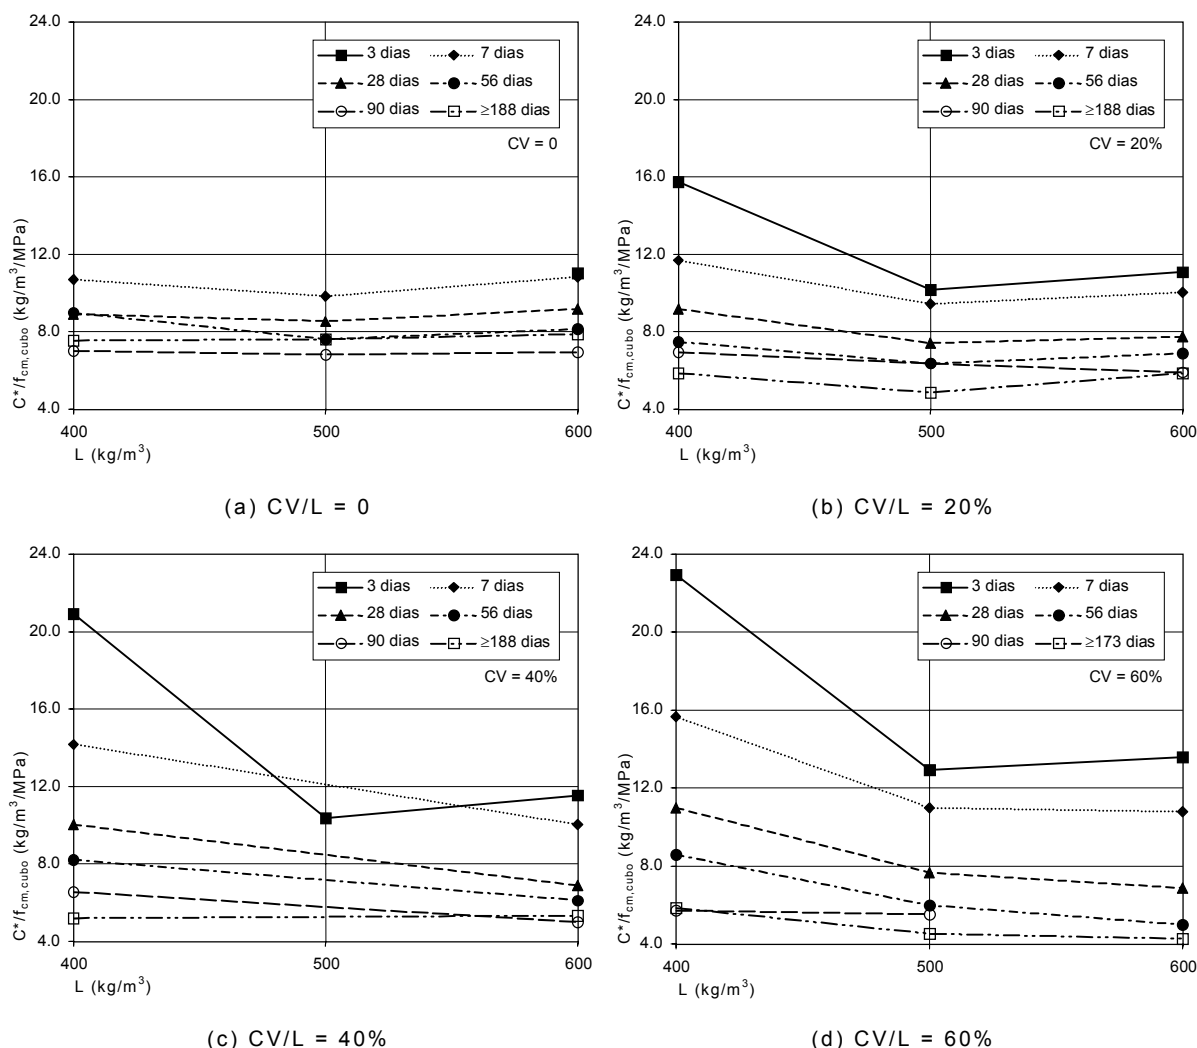 24.0
20.0
16.0
12.0
8.0
4.0
3 dias 7 dias
28 dias 56 dias
90 dias ≥188 dias
CV = 0
400 500 600
L (kg/m³)
C*/fcm,cubo (kg/m³/MPa)
(a) CV/L = 0
24.0
20.0
16.0
12.0
8.0
4.0
3 dias 7 dias
28 dias 56 dias
90 dias ≥188 dias
CV = 20%
400 500 600
L (kg/m³)
C*/fcm,cubo (kg/m³/MPa)
(b) CV/L = 20%
24.0
20.0
16.0
12.0
8.0
4.0
3 dias 7 dias
28 dias 56 dias
90 dias ≥188 dias
CV = 40%
400 500 600
L (kg/m³)
C*/fcm,cubo (kg/m³/MPa)
(c) CV/L = 40%
24.0
20.0
16.0
12.0
8.0
4.0
3 dias 7 dias
28 dias 56 dias
90 dias ≥173 dias
CV = 60%
400 500 600
L (kg/m³)
C*/fcm,cubo (kg/m³/MPa)
(d) CV/L = 60%